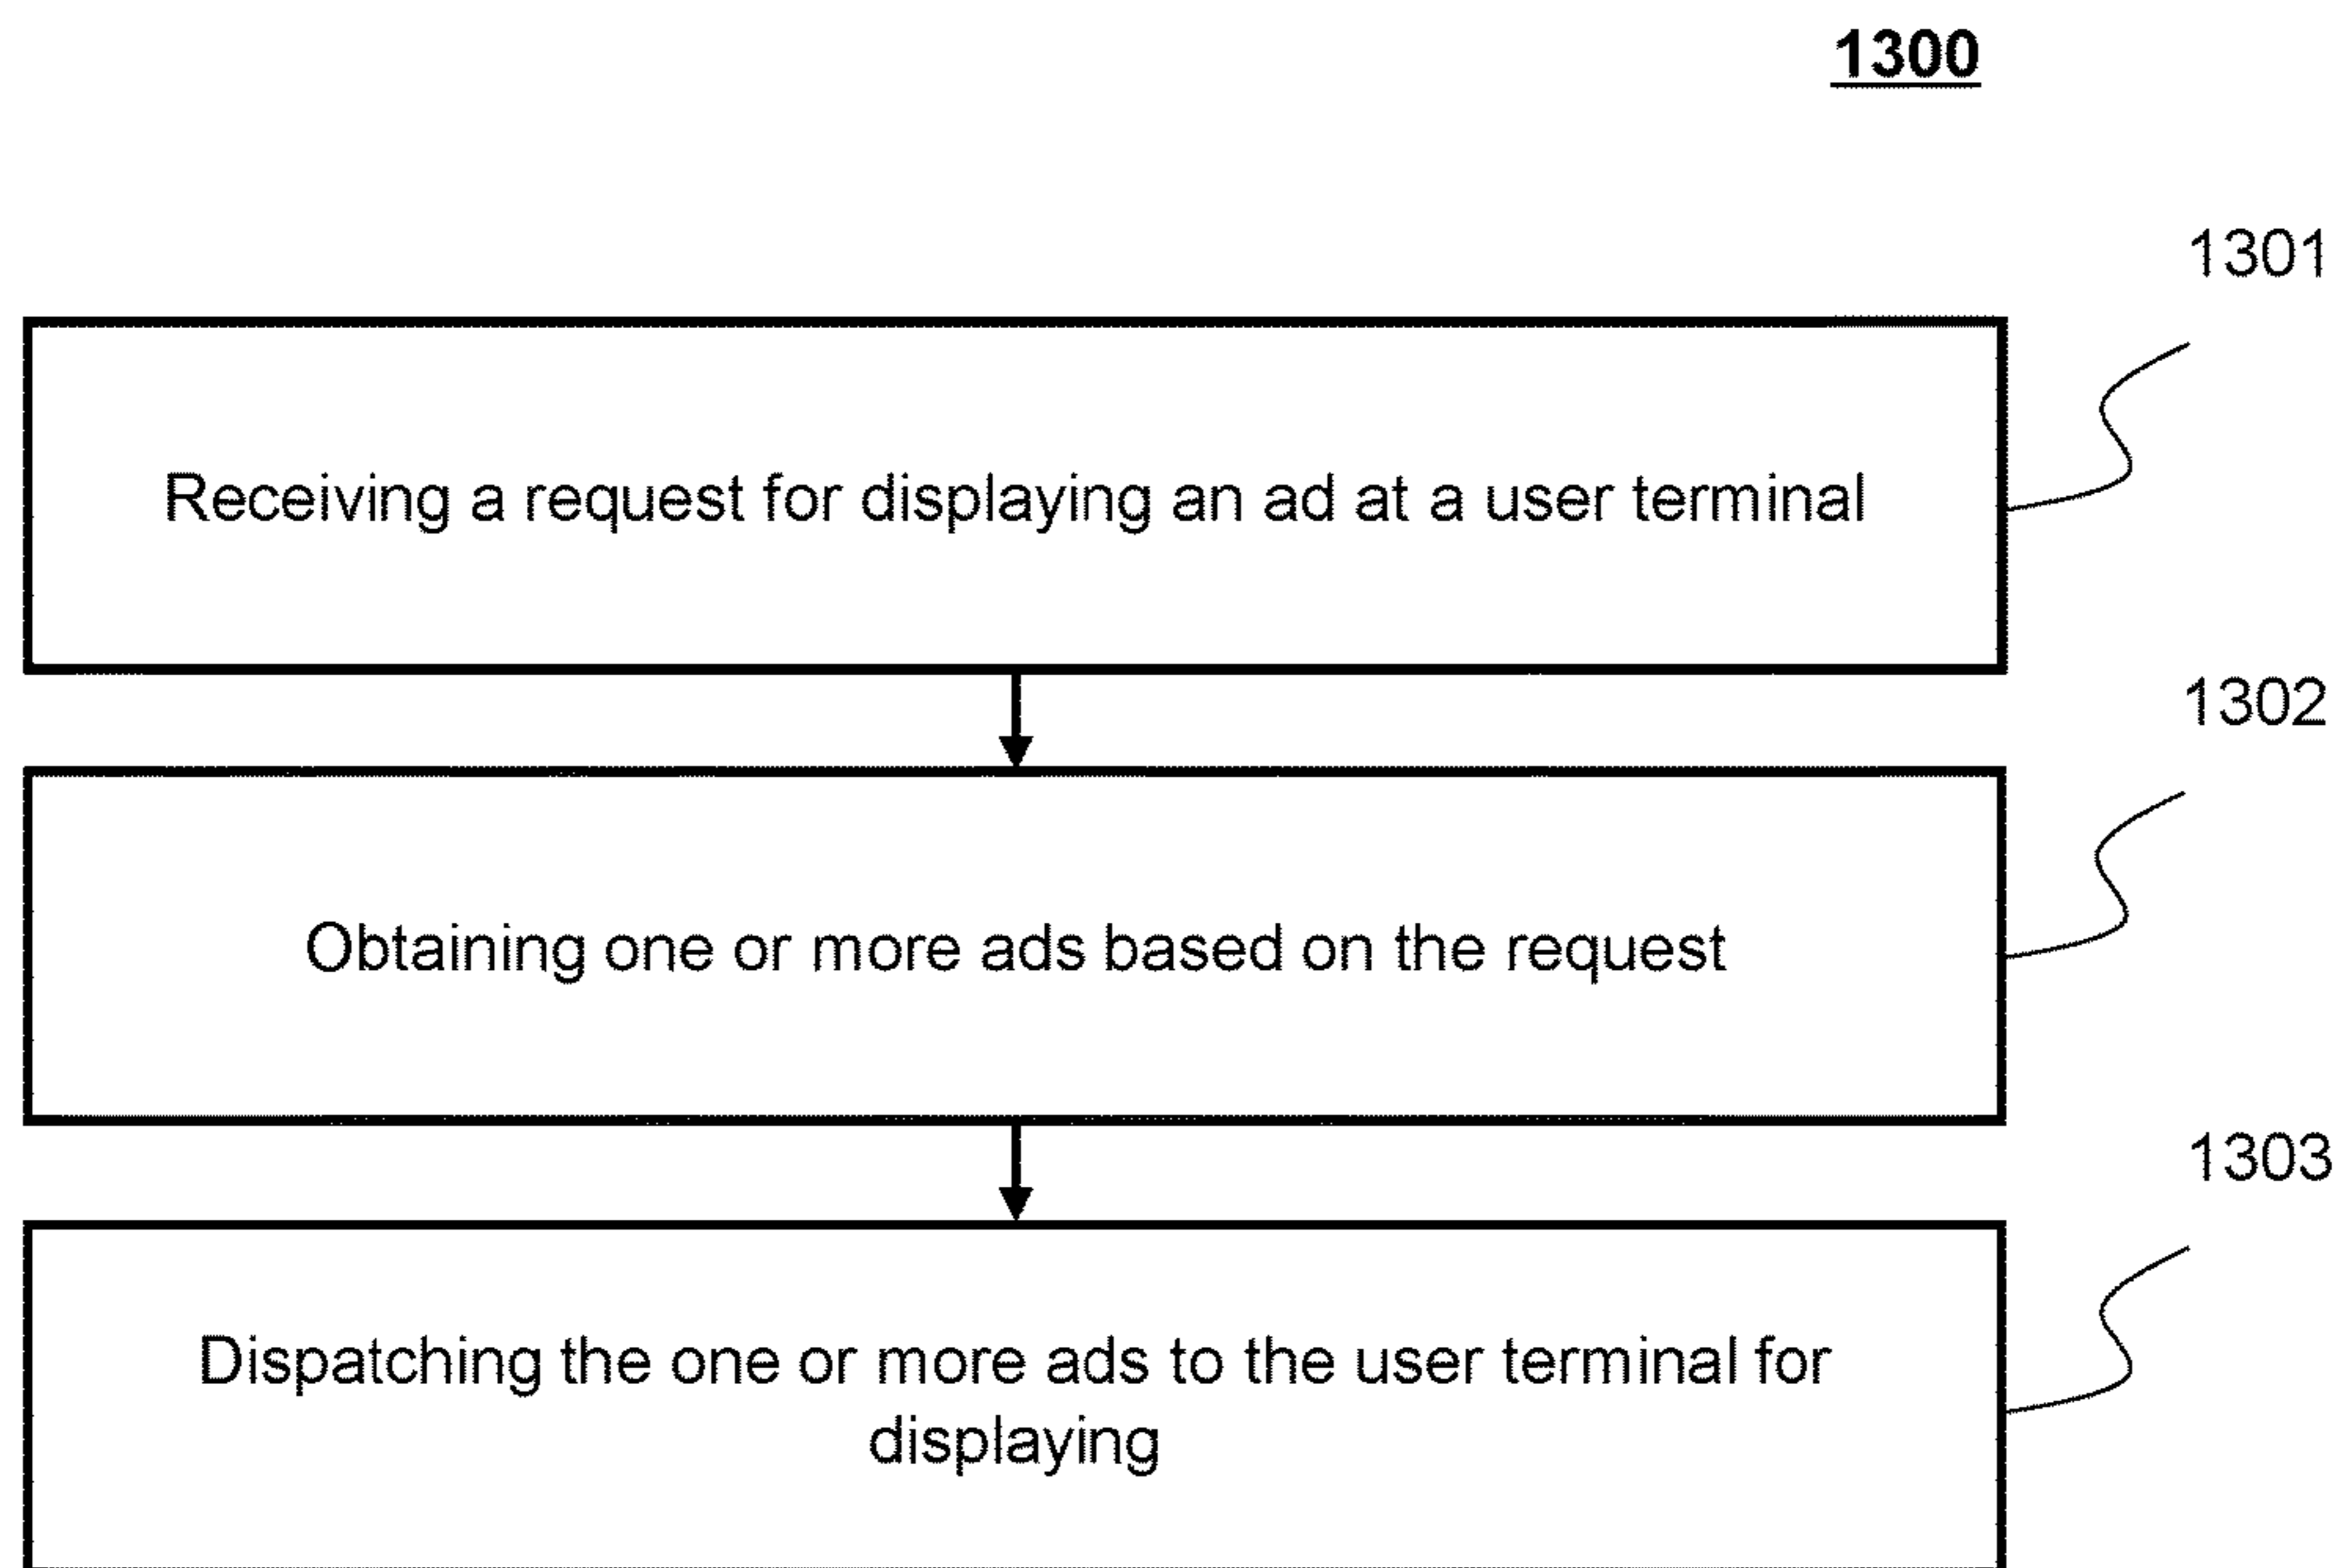 1300
1301
Receiving a request for displaying an ad at a user terminal
1302
Obtaining one or more ads based on the request
1303
Dispatching the one or more ads to the user terminal for
displaying